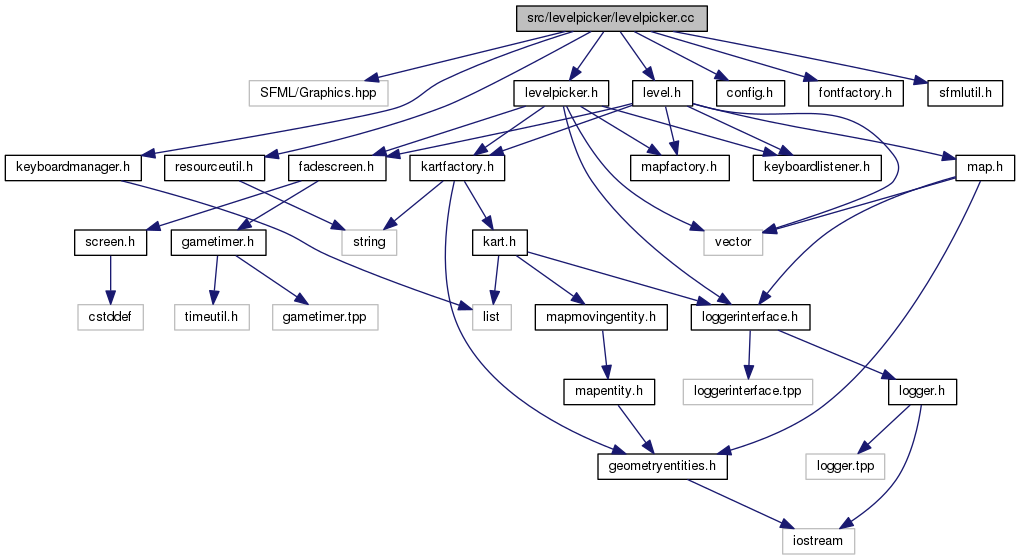 src/levelpicker/levelpicker.cc
SFML/Graphics.hpp
levelpicker.h
level.h
config.h
fontfactory.h
sfmlutil.h
keyboardmanager.h
resourceutil.h
fadescreen.h
kartfactory.h
mapfactory.h
keyboardlistener.h
map.h
screen.h
gametimer.h
string
kart.h
vector
cstddef
timeutil.h
gametimer.tpp
list
mapmovingentity.h
loggerinterface.h
mapentity.h
loggerinterface.tpp
logger.h
geometryentities.h
logger.tpp
iostream